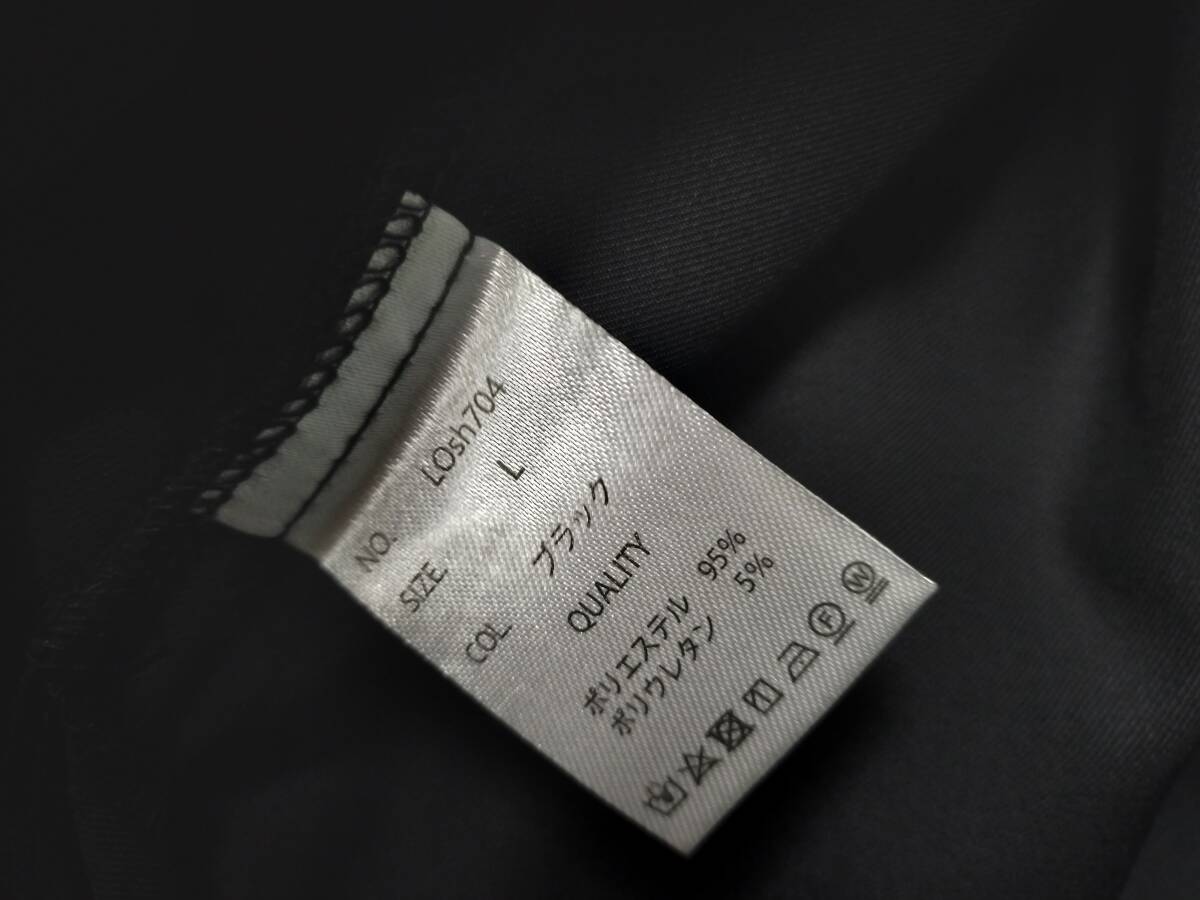 NO. LOsh704
SIZE. L
COL. ブラック
QUALITY
ポリエステル 95%
ポリウレタン 5%
F W